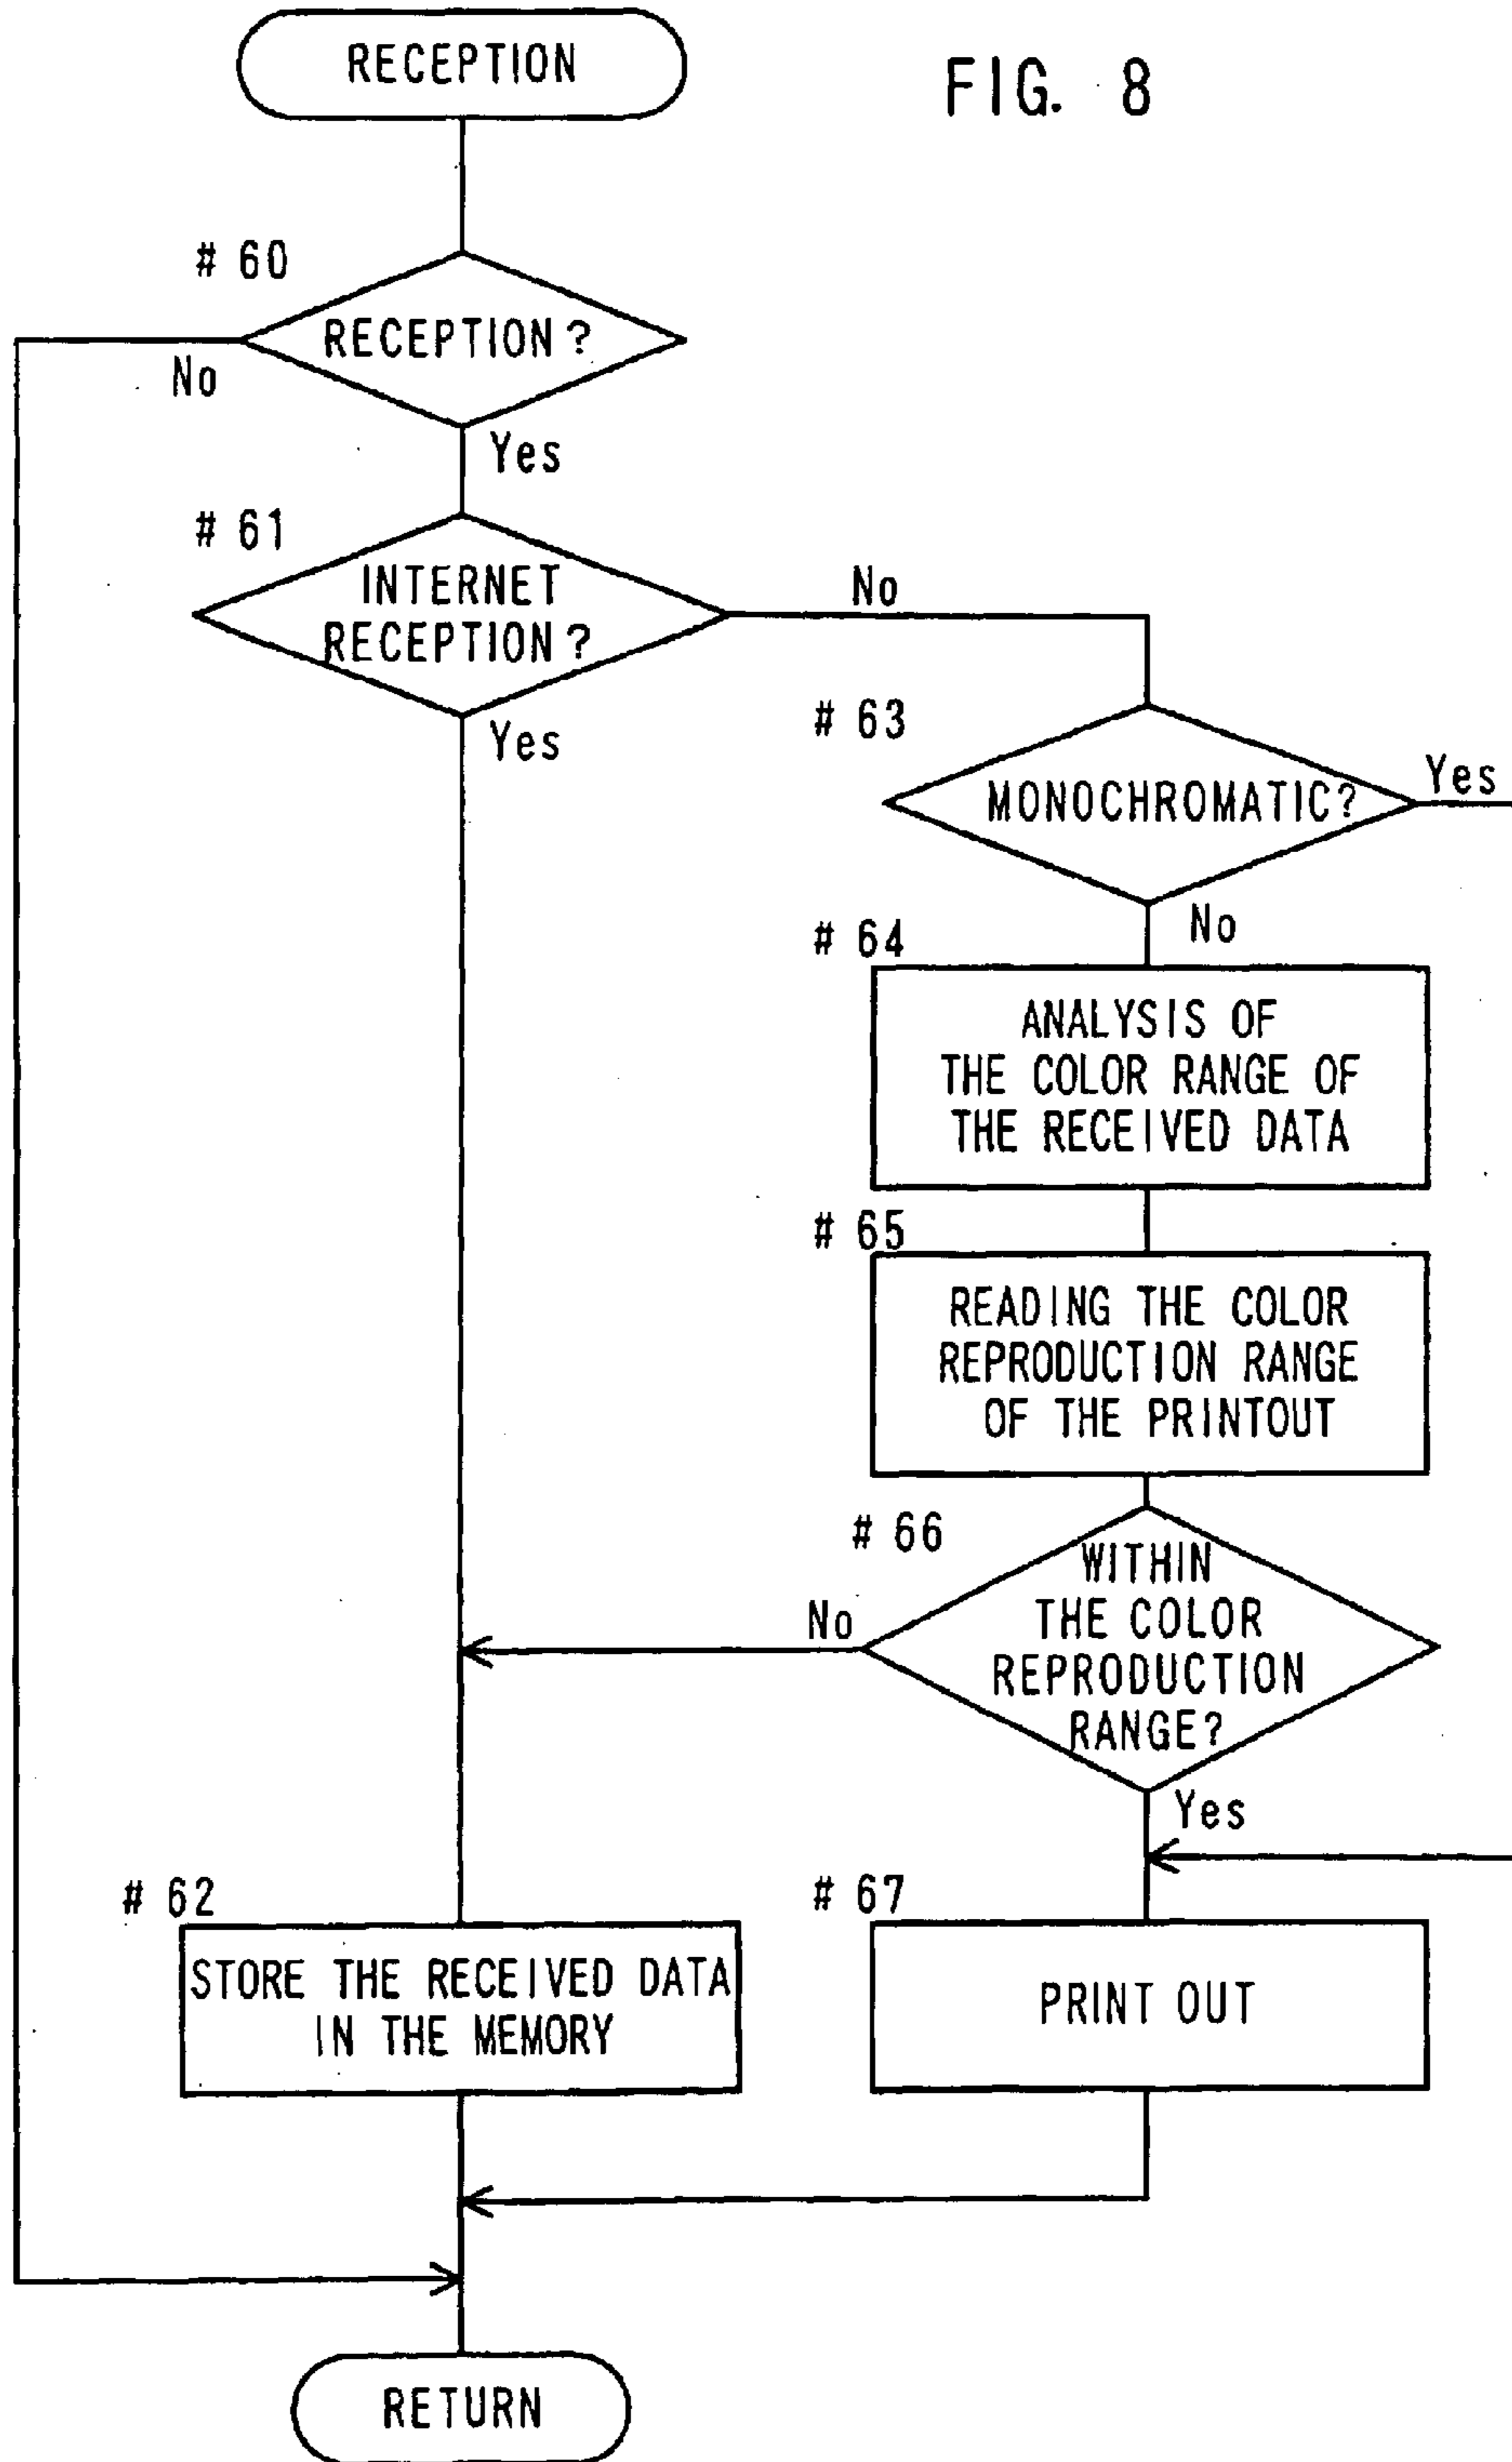 RECEPTION
FIG. 8
# 60
RECEPTION?
No
Yes
# 61
INTERNET
RECEPTION?
No
Yes
# 63
MONOCHROMATIC?
Yes
No
# 64
ANALYSIS OF
THE COLOR RANGE OF
THE RECEIVED DATA
# 65
READING THE COLOR
REPRODUCTION RANGE
OF THE PRINTOUT
# 66
WITHIN
THE COLOR
REPRODUCTION
RANGE?
No
Yes
# 62
STORE THE RECEIVED DATA
IN THE MEMORY
# 67
PRINT OUT
RETURN